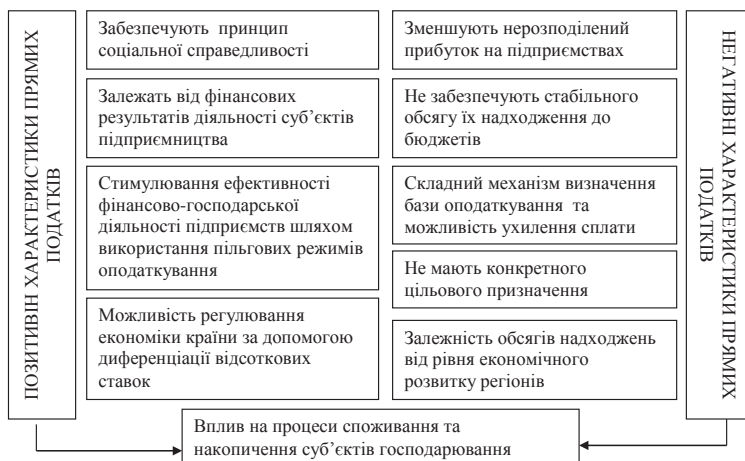 ПОЗИТИВІН ХАРАКТЕРИСТИКИ ПРЯМИХ
ПОДАТКІВ
Забезпечують принцип
соціальної справедливості
Залежать від фінансових
результатів діяльності суб’єктів
підприємництва
Стимулювання ефективності
фінансово-господарської
діяльності підприємств шляхом
використання пільгових режимів
оподаткування
Можливість регулювання
економіки країни за допомогою
диференціації відсоткових
ставок
Зменшують нерозподілений
прибуток на підприємствах
Не забезпечують стабільного
обсягу їх надходження до
бюджетів
Складний механізм визначення
бази оподаткування та
можливість ухилення сплати
Не мають конкретного
цільового призначення
Залежність обсягів надходжень
від рівня економічного
розвитку регіонів
НЕГАТИВНІ ХАРАКТЕРИСТИКИ ПРЯМИХ
ПОДАТКІВ
Вплив на процеси споживання та
накопичення суб’єктів господарювання